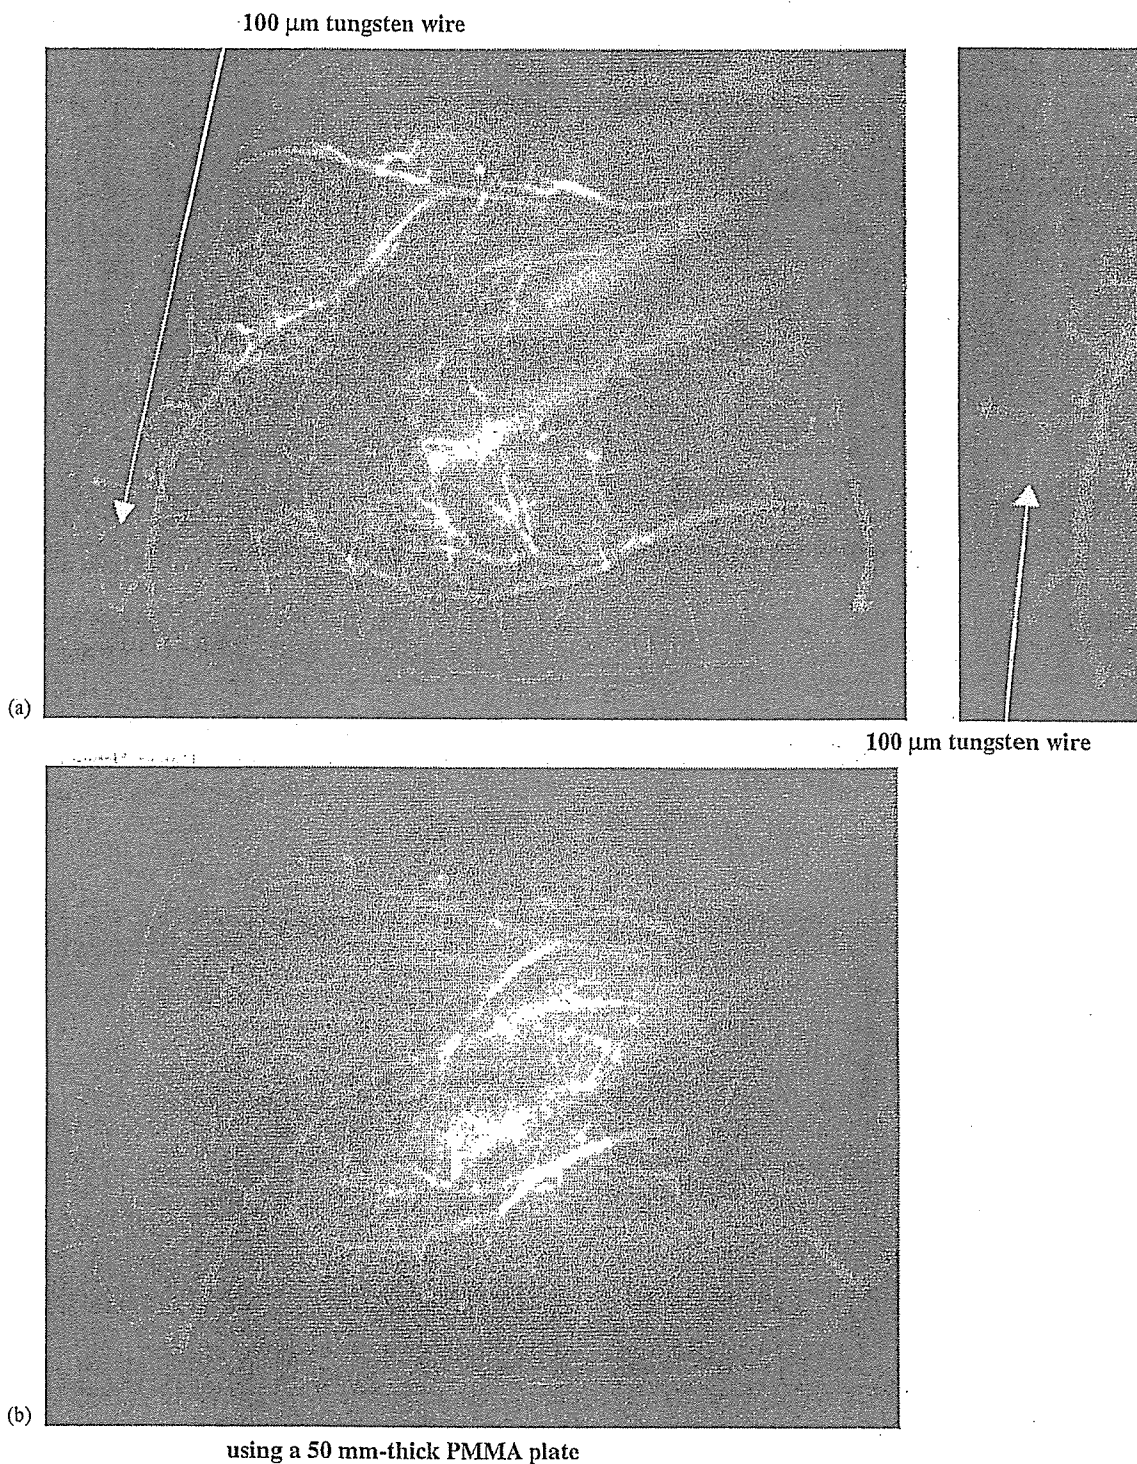 100 μm tungsten wire
(a)
100 μm tungsten wire
(b)
using a 50 mm-thick PMMA plate